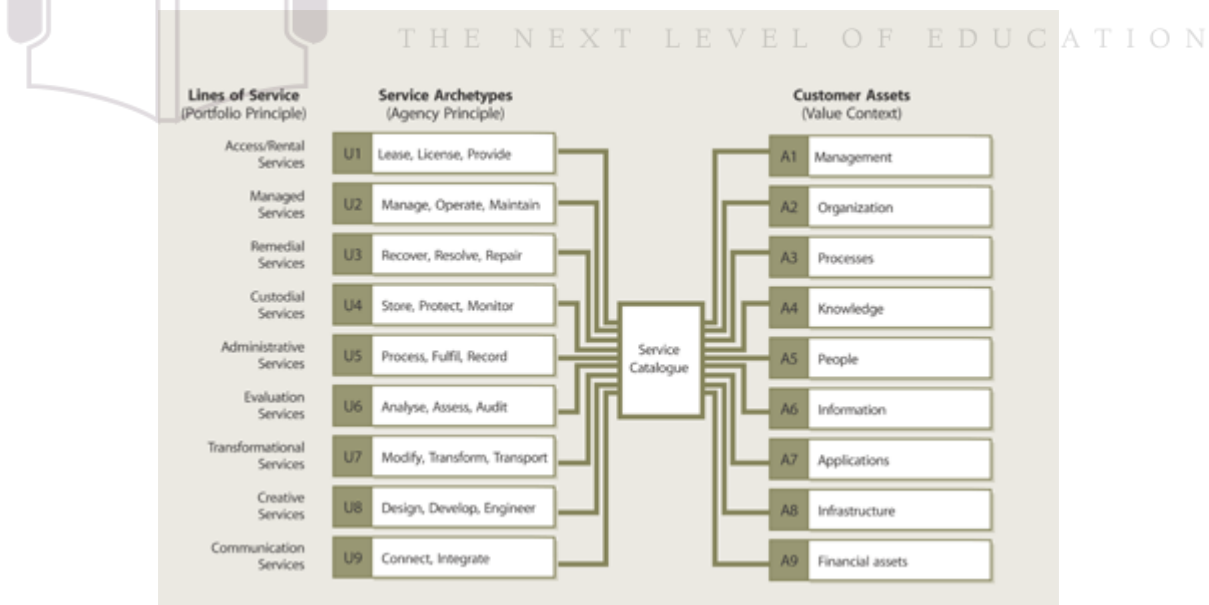 THE NEXT LEVEL OF EDUCATION
Lines of Service
(Portfolio Principle)
Service Archetypes
(Agency Principle)
Customer Assets
(Value Context)
Access/Rental
Services
U1 Lease, License, Provide
A1 Management
Managed
Services
U2 Manage, Operate, Maintain
A2 Organization
Remedial
Services
U3 Recover, Resolve, Repair
A3 Processes
Custodial
Services
U4 Store, Protect, Monitor
A4 Knowledge
Service
Catalogue
Administrative
Services
U5 Process, Fulfil, Record
A5 People
Evaluation
Services
U6 Analyse, Assess, Audit
A6 Information
Transformational
Services
U7 Modify, Transform, Transport
A7 Applications
Creative
Services
U8 Design, Develop, Engineer
A8 Infrastructure
Communication
Services
U9 Connect, Integrate
A9 Financial assets